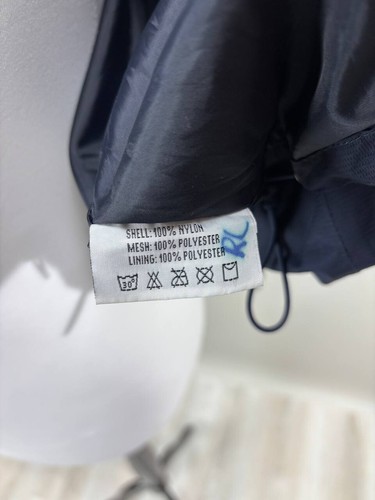 SHELL: 100% NYLON
MESH: 100% POLYESTER
LINING: 100% POLYESTER
RL
30°